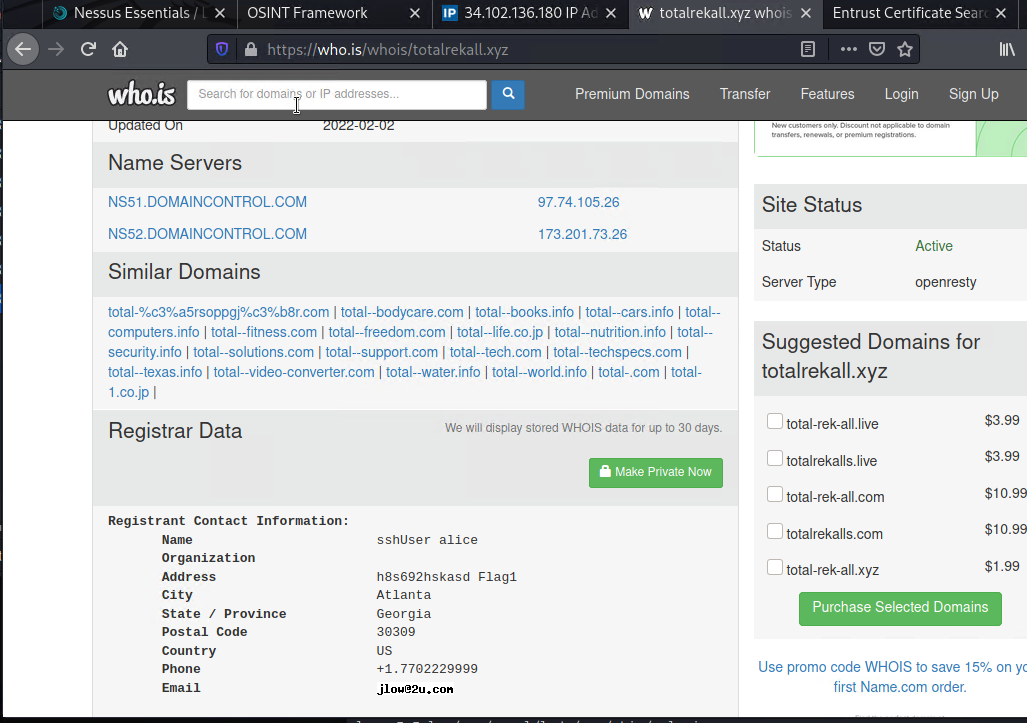 Nessus Essentials / L
OSINT Framework
IP 34.102.136.180 IP Ad
W totalrekall.xyz whois
Entrust Certificate Searc
https://who.is/whois/totalrekall.xyz
who.is
Search for domains or IP addresses...
Premium Domains Transfer Features Login Sign Up
Updated On 2022-02-02
New customers only. Discount not applicable to domain
transfers, renewals, or premium registrations.
Name Servers
NS51.DOMAINCONTROL.COM 97.74.105.26
NS52.DOMAINCONTROL.COM 173.201.73.26
Similar Domains
total-%c3%a5rsoppgj%c3%b8r.com | total--bodycare.com | total--books.info | total--cars.info | total--
computers.info | total--fitness.com | total--freedom.com | total--life.co.jp | total--nutrition.info | total--
security.info | total--solutions.com | total--support.com | total--tech.com | total--techspecs.com |
total--texas.info | total--video-converter.com | total--water.info | total--world.info | total-.com | total-
1.co.jp |
Registrar Data
We will display stored WHOIS data for up to 30 days.
Make Private Now
Registrant Contact Information:
Name sshUser alice
Organization
Address h8s692hskasd Flag1
City Atlanta
State / Province Georgia
Postal Code 30309
Country US
Phone +1.7702229999
Email jlow@2u.com
Site Status
Status Active
Server Type openresty
Suggested Domains for
totalrekall.xyz
total-rek-all.live $3.99
totalrekalls.live $3.99
total-rek-all.com $10.99
totalrekalls.com $10.99
total-rek-all.xyz $1.99
Purchase Selected Domains
Use promo code WHOIS to save 15% on yo
first Name.com order.